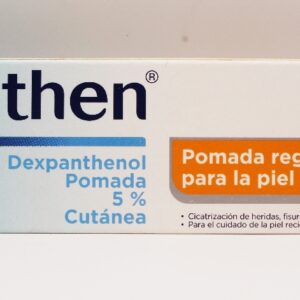 then®
Dexpanthenol
Pomada
5 %
Cutánea
Pomada reg
para la piel
• Cicatrización de heridas, fisur
• Para el cuidado de la piel reci